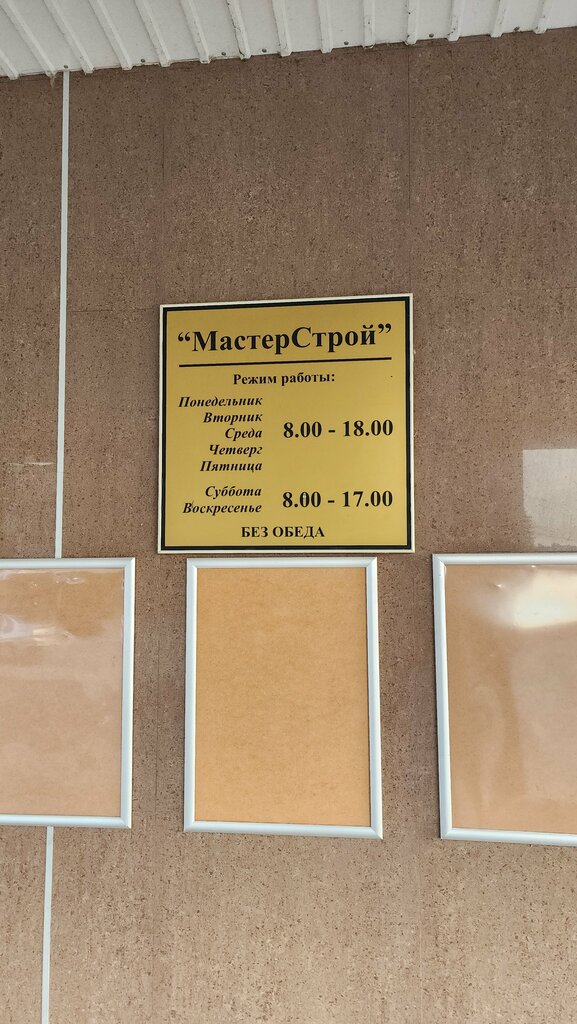 “МастерСтрой”
Режим работы:
Понедельник
Вторник
Среда 8.00 - 18.00
Четверг
Пятница
Суббота
Воскресенье 8.00 - 17.00
БЕЗ ОБЕДА